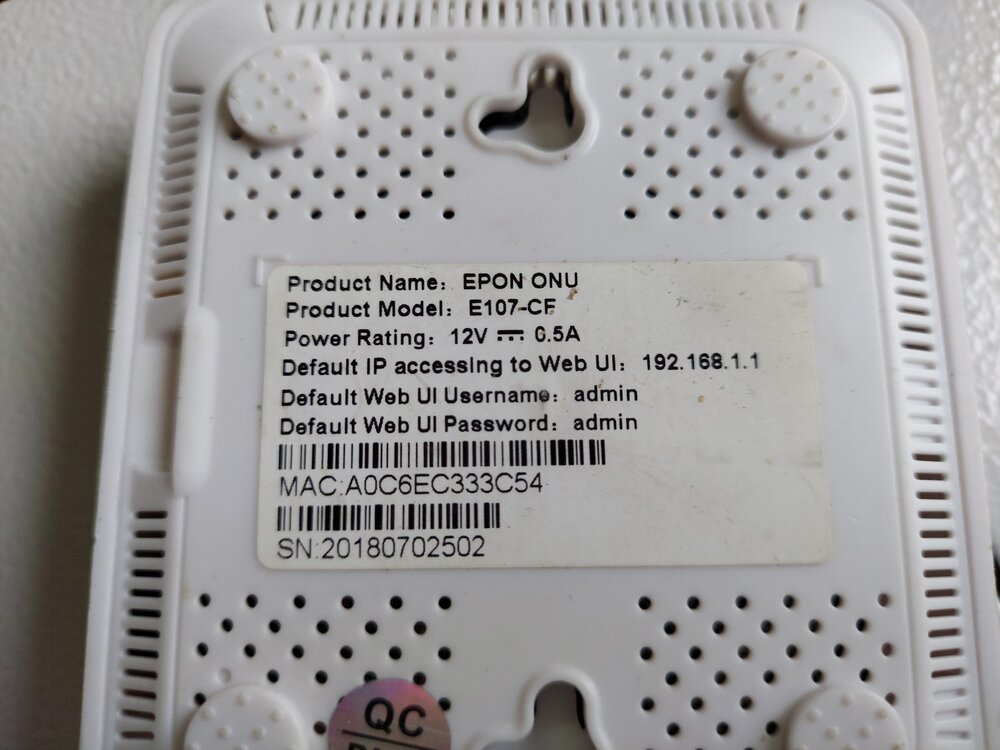 Product Name: EPON ONU
Product Model: E107-CF
Power Rating: 12V ⎓ 0.5A
Default IP accessing to Web UI: 192.168.1.1
Default Web UI Username: admin
Default Web UI Password: admin
MAC:A0C6EC333C54
SN:20180702502
QC